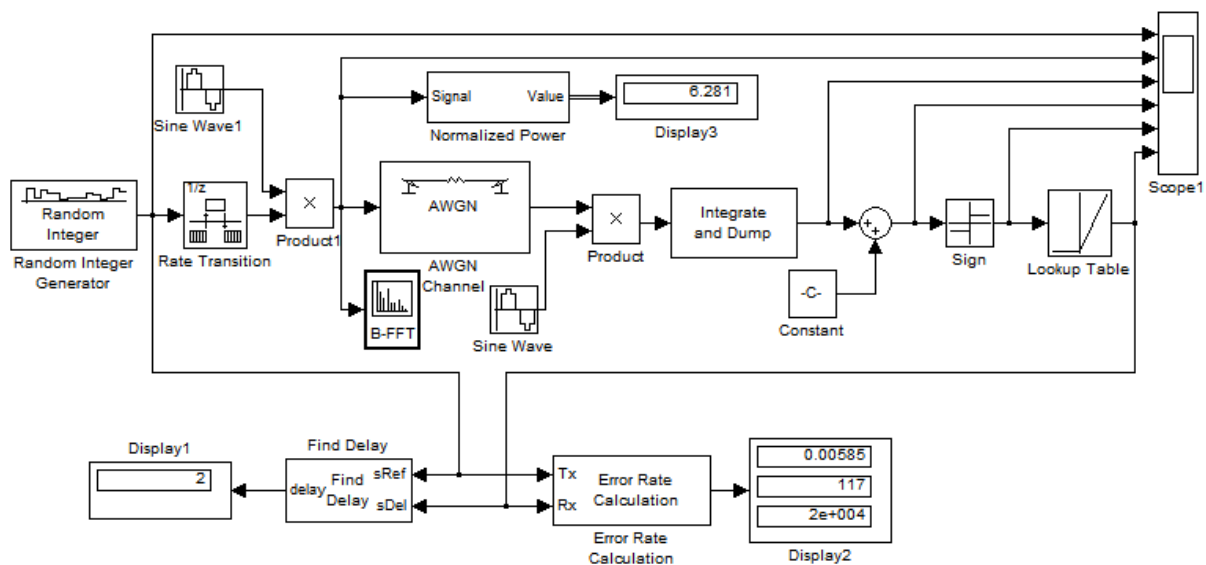 Sine Wave1
Signal
Value
Normalized Power
6.281
Display3
Scope1
Random
Integer
Random Integer
Generator
1/z
Rate Transition
×
Product1
AWGN
AWGN
Channel
B-FFT
Sine Wave
×
Product
Integrate
and Dump
+
+
-C-
Constant
Sign
Lookup Table
Display1
2
Find Delay
delay
Find
Delay
sRef
sDel
Tx
Rx
Error Rate
Calculation
Error Rate
Calculation
0.00585
117
2e+004
Display2